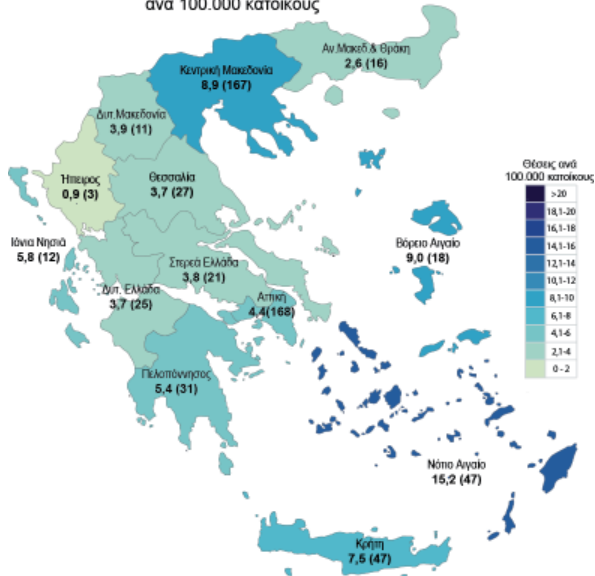 ανά 100.000 κατοίκους
Αν.Μακεδ.& Θράκη
2,6 (16)
Κεντρική Μακεδονία
8,9 (167)
Δυτ.Μακεδονία
3,9 (11)
Ήπειρος
0,9 (3)
Θεσσαλία
3,7 (27)
Ιόνια Νησιά
5,8 (12)
Στερεά Ελλάδα
3,8 (21)
Δυτ. Ελλάδα
3,7 (25)
Αττική
4,4(168)
Πελοπόννησος
5,4 (31)
Βόρειο Αιγαίο
9,0 (18)
Νότιο Αιγαίο
15,2 (47)
Κρήτη
7,5 (47)
Θέσεις ανά
100.000 κατοίκους
>20
18,1-20
16,1-18
14,1-16
12,1-14
10,1-12
8,1-10
6,1-8
4,1-6
2,1-4
0 - 2